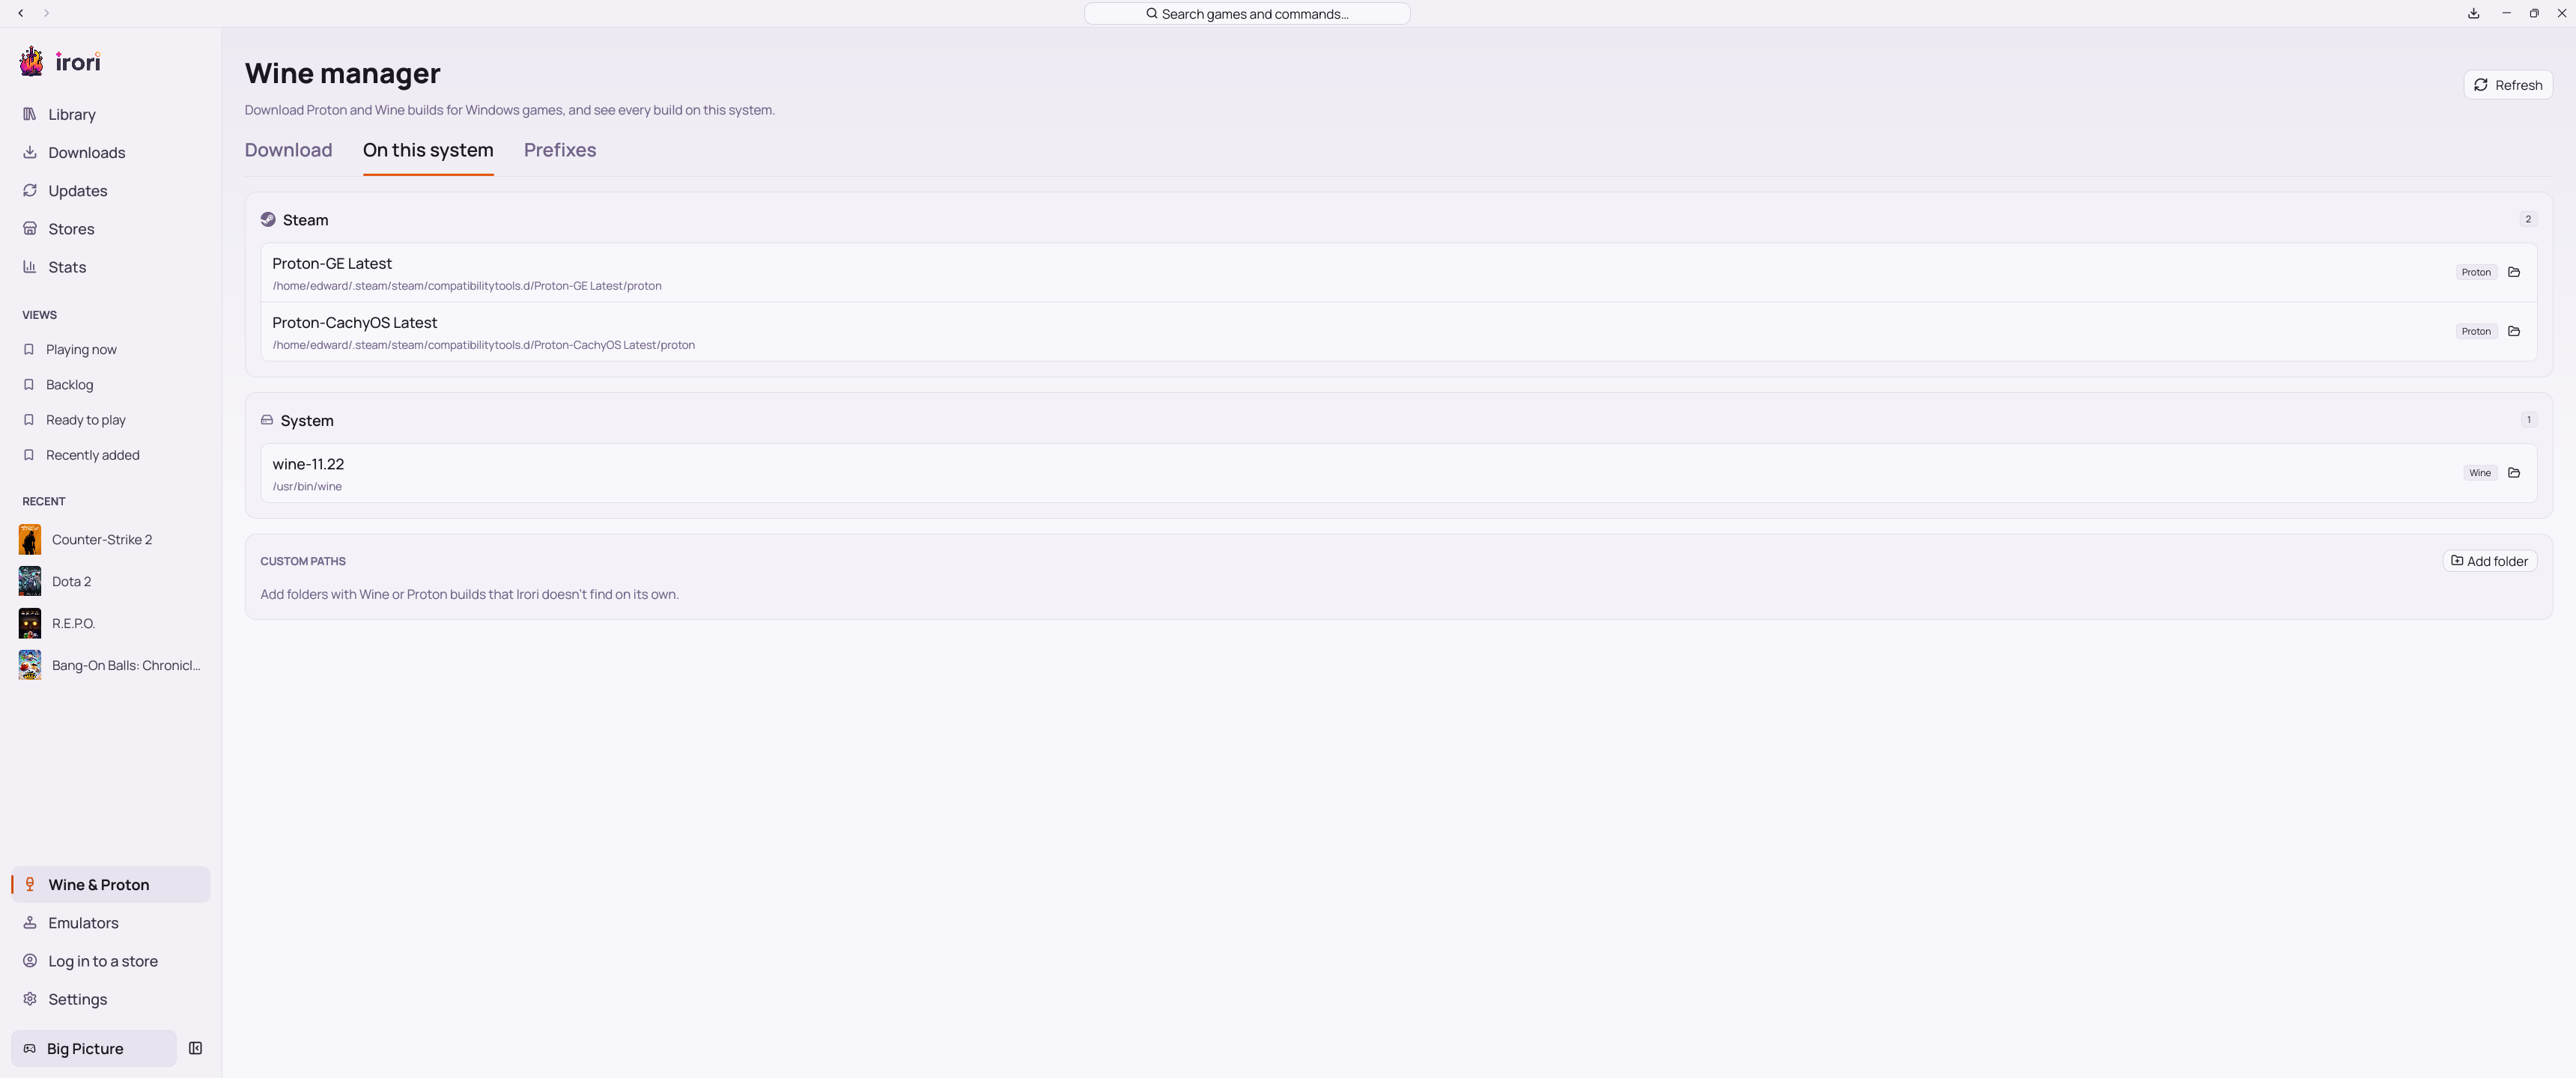 Search games and commands...
irori
Library
Downloads
Updates
Stores
Stats
VIEWS
Playing now
Backlog
Ready to play
Recently added
RECENT
Counter-Strike 2
Dota 2
R.E.P.O.
Bang-On Balls: Chronicl...
Wine & Proton
Emulators
Log in to a store
Settings
Big Picture
Wine manager
Download Proton and Wine builds for Windows games, and see every build on this system.
Refresh
Download On this system Prefixes
Steam 2
Proton-GE Latest
/home/edward/.steam/steam/compatibilitytools.d/Proton-GE Latest/proton
Proton
Proton-CachyOS Latest
/home/edward/.steam/steam/compatibilitytools.d/Proton-CachyOS Latest/proton
Proton
System 1
wine-11.22
/usr/bin/wine
Wine
CUSTOM PATHS
Add folder
Add folders with Wine or Proton builds that Irori doesn't find on its own.